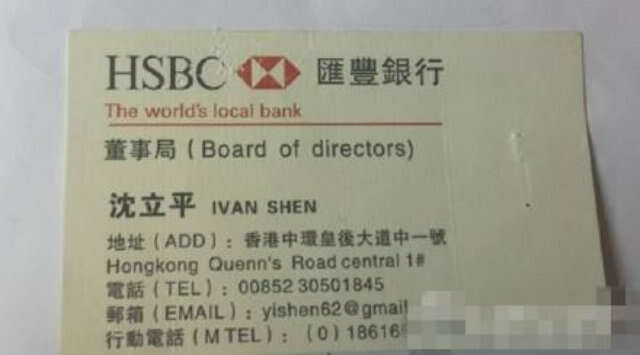 HSBC 匯豐銀行
The world's local bank
董事局 (Board of directors)
沈立平 IVAN SHEN
地址 (ADD) : 香港中環皇後大道中一號
Hongkong Quenn's Road central 1#
電話 (TEL) : 00852 30501845
郵箱 (EMAIL) : yishen62@gmail
行動電話 (M TEL) : (0) 18616